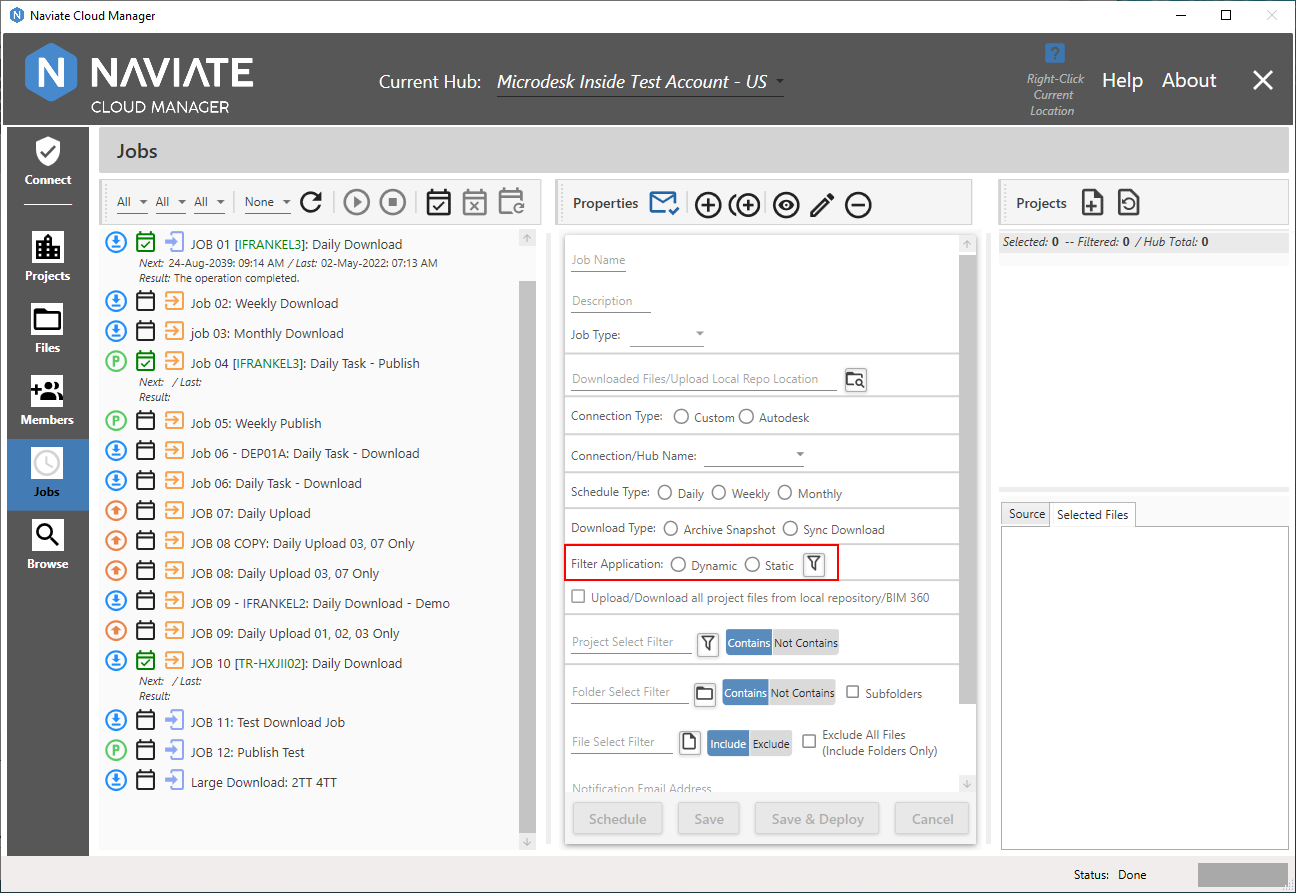 Naviate Cloud Manager
N NAVIATE
CLOUD MANAGER
Current Hub: Microdesk Inside Test Account - US
?
Right-Click
Current
Location
Help About
Connect
Projects
Files
Members
Jobs
Browse
Jobs
All All All None
JOB 01 [IFRANKEL3]: Daily Download
Next: 24-Aug-2039: 09:14 AM / Last: 02-May-2022: 07:13 AM
Result: The operation completed.
Job 02: Weekly Download
job 03: Monthly Download
P Job 04 [IFRANKEL3]: Daily Task - Publish
Next: / Last:
Result:
P Job 05: Weekly Publish
Job 06 - DEP01A: Daily Task - Download
Job 06: Daily Task - Download
JOB 07: Daily Upload
JOB 08 COPY: Daily Upload 03, 07 Only
JOB 08: Daily Upload 03, 07 Only
JOB 09 - IFRANKEL2: Daily Download - Demo
JOB 09: Daily Upload 01, 02, 03 Only
JOB 10 [TR-HXJII02]: Daily Download
Next: / Last:
Result:
JOB 11: Test Download Job
P JOB 12: Publish Test
Large Download: 2TT 4TT
Properties
Job Name
Description
Job Type:
Downloaded Files/Upload Local Repo Location
Connection Type: Custom Autodesk
Connection/Hub Name:
Schedule Type: Daily Weekly Monthly
Download Type: Archive Snapshot Sync Download
Filter Application: Dynamic Static
Upload/Download all project files from local repository/BIM 360
Project Select Filter Contains Not Contains
Folder Select Filter Contains Not Contains Subfolders
File Select Filter Include Exclude Exclude All Files
(Include Folders Only)
Notification Email Address
Schedule Save Save & Deploy Cancel
Projects
Selected: 0 -- Filtered: 0 / Hub Total: 0
Source Selected Files
Status: Done